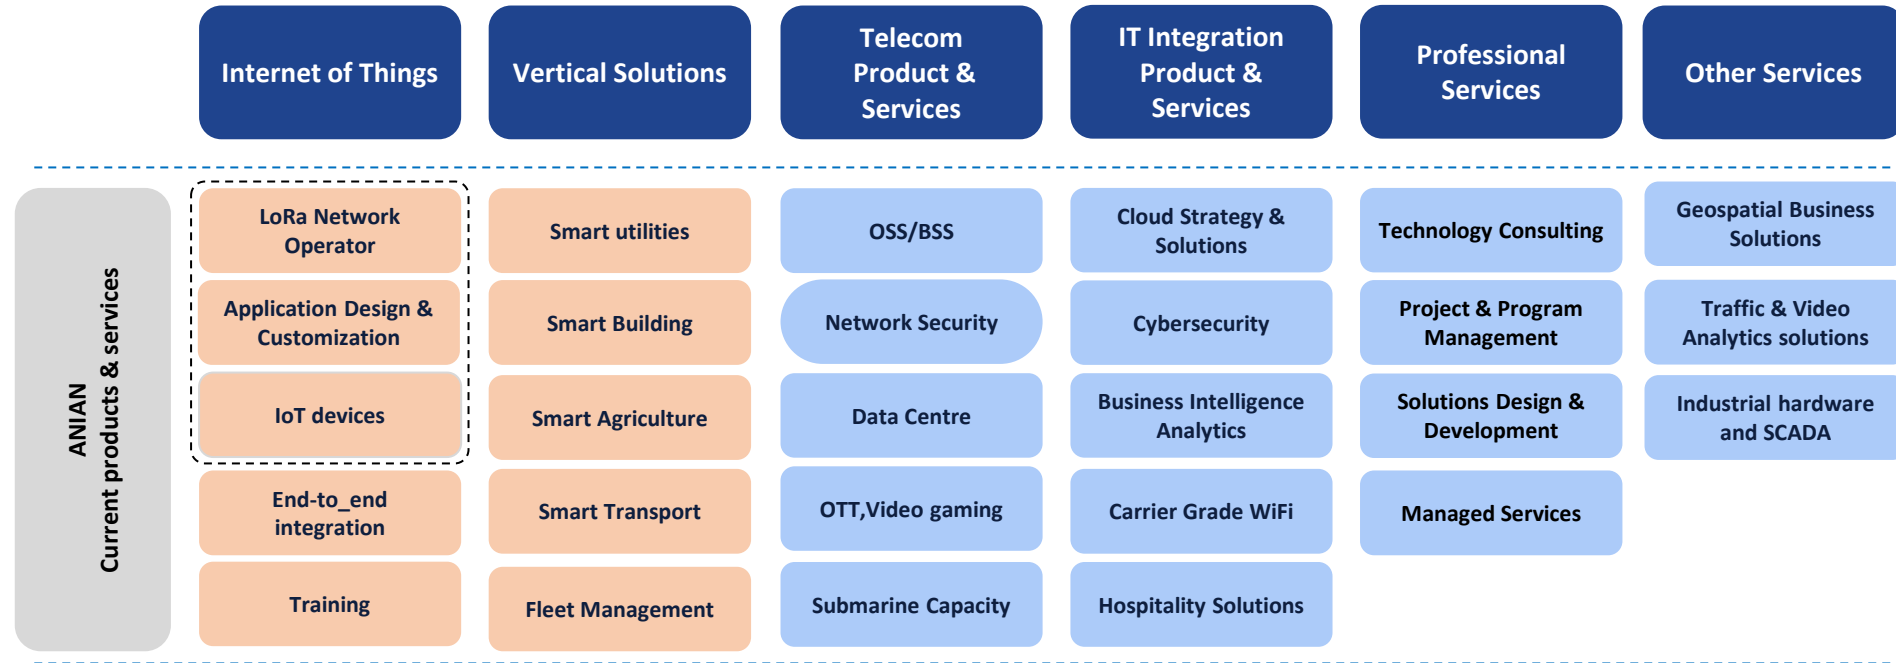 Internet of Things
Vertical Solutions
Telecom
Product &
Services
IT Integration
Product &
Services
Professional
Services
Other Services
ANIAN
Current products & services
LoRa Network
Operator
Application Design &
Customization
IoT devices
End-to_end
integration
Training
Smart utilities
Smart Building
Smart Agriculture
Smart Transport
Fleet Management
OSS/BSS
Network Security
Data Centre
OTT,Video gaming
Submarine Capacity
Cloud Strategy &
Solutions
Cybersecurity
Business Intelligence
Analytics
Carrier Grade WiFi
Hospitality Solutions
Technology Consulting
Project & Program
Management
Solutions Design &
Development
Managed Services
Geospatial Business
Solutions
Traffic & Video
Analytics solutions
Industrial hardware
and SCADA